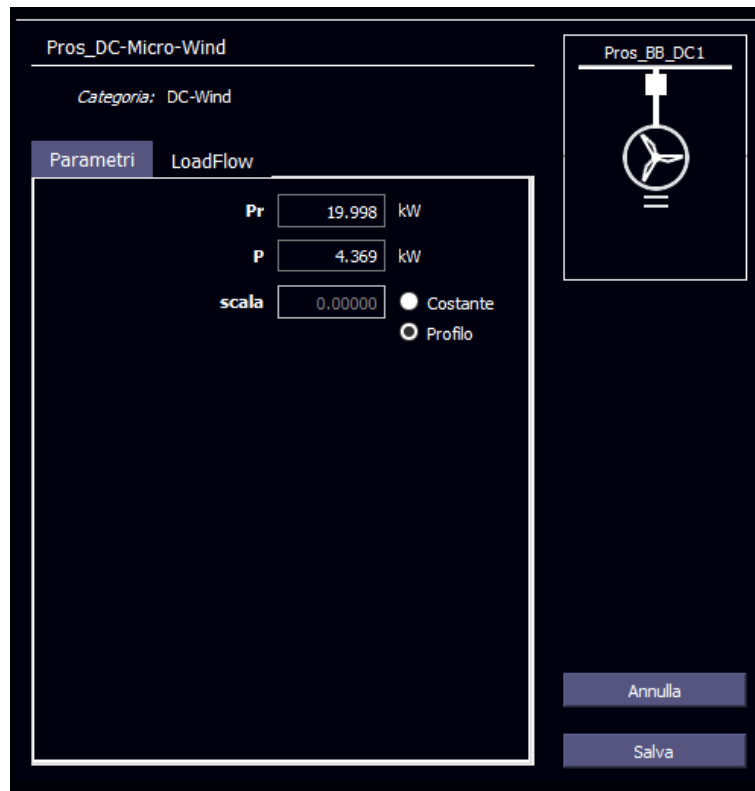 Pros_DC-Micro-Wind
Categoria: DC-Wind
Pros_BB_DC1
Parametri LoadFlow
Pr 19.998 kW
P 4.369 kW
scala 0.00000 Costante
Profilo
Annulla
Salva